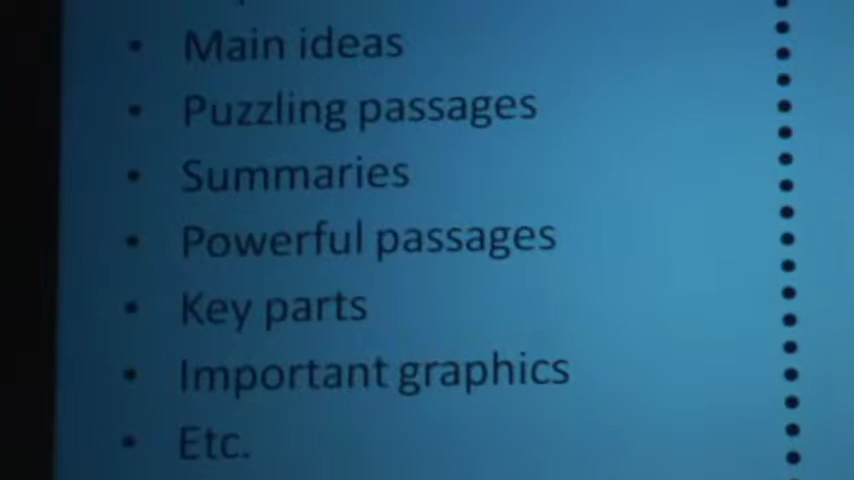 • Main ideas
• Puzzling passages
• Summaries
• Powerful passages
• Key parts
• Important graphics
• Etc.